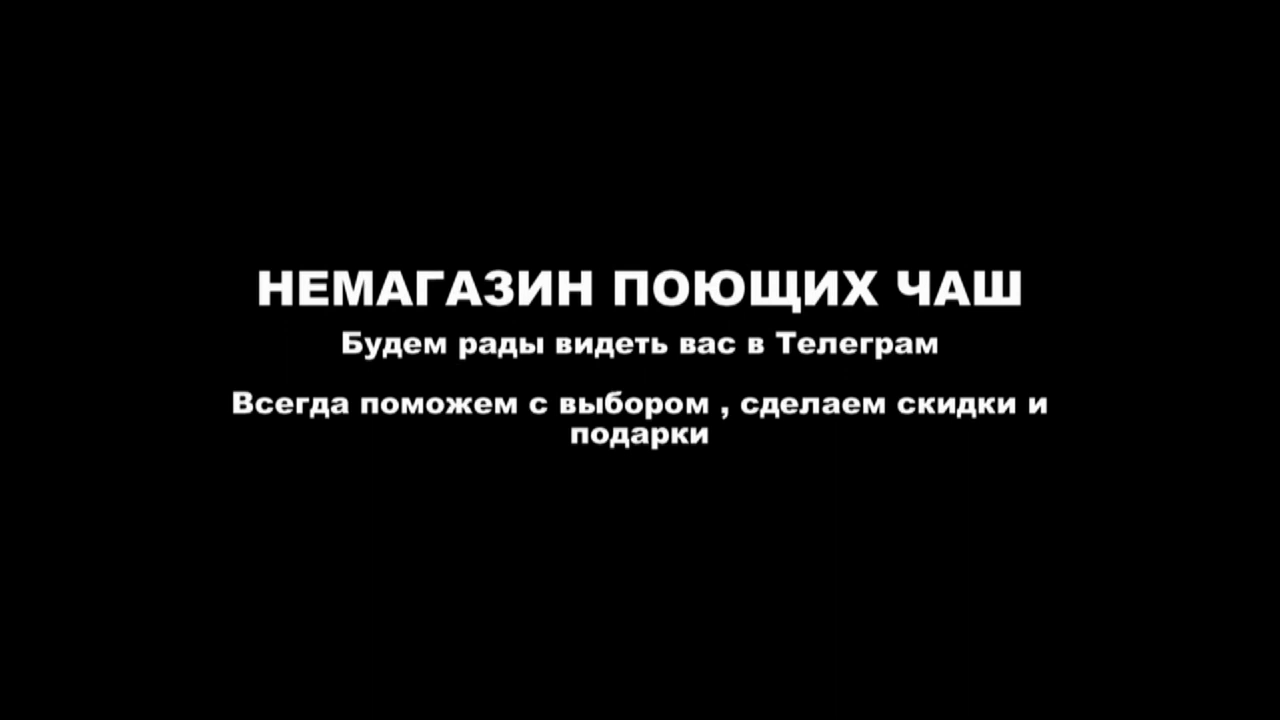 НЕМАГАЗИН ПОЮЩИХ ЧАШ
Будем рады видеть вас в Телеграм
Всегда поможем с выбором , сделаем скидки и
подарки